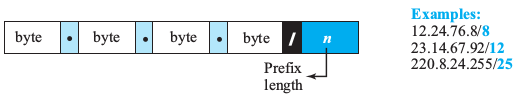 byte . byte . byte . byte / n
Prefix
length
Examples:
12.24.76.8/8
23.14.67.92/12
220.8.24.255/25